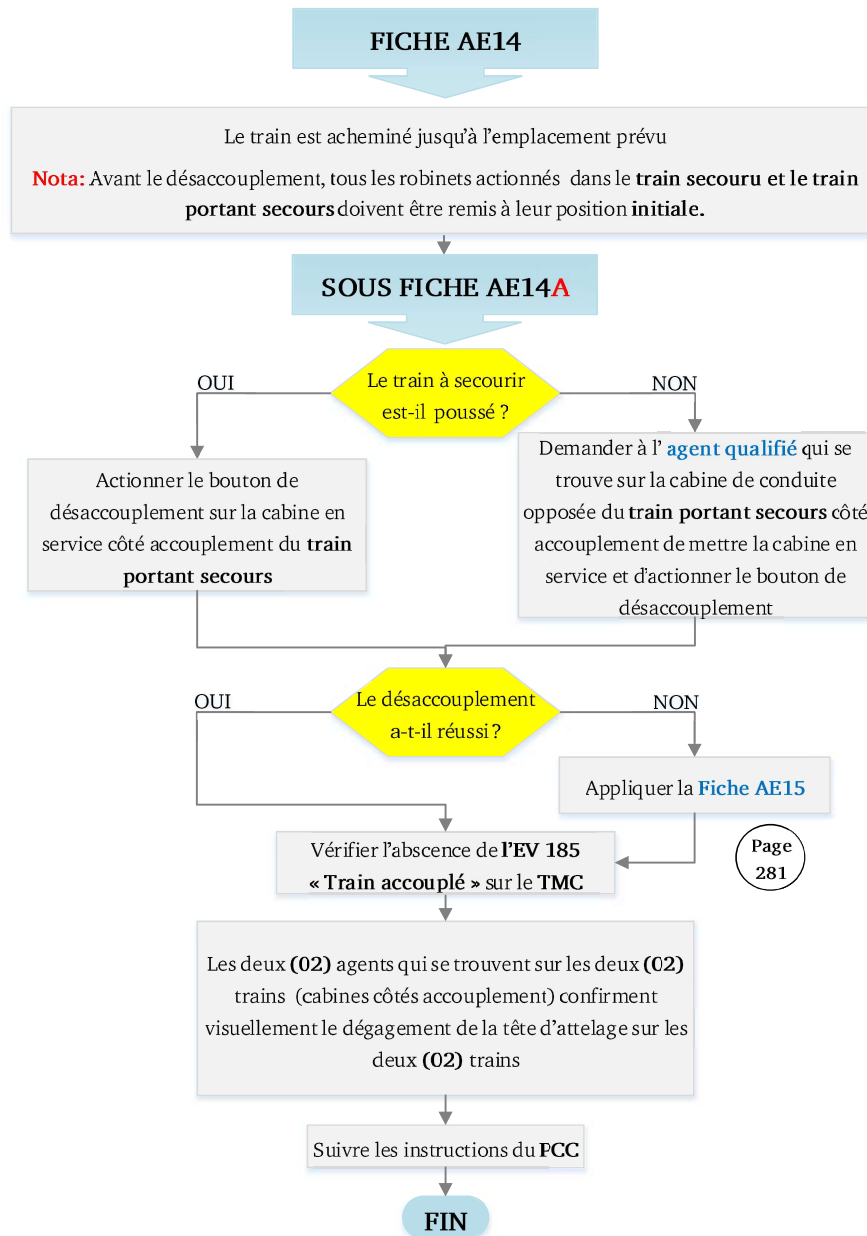 FICHE AE14
Le train est acheminé jusqu'à l'emplacement prévu
Nota: Avant le désaccouplement, tous les robinets actionnés dans le train secouru et le train
portant secours doivent être remis à leur position initiale.
SOUS FICHE AE14A
OUI
Le train à secourir
est-il poussé ?
NON
Actionner le bouton de
désaccouplement sur la cabine en
service côté accouplement du train
portant secours
Demander à l' agent qualifié qui se
trouve sur la cabine de conduite
opposée du train portant secours côté
accouplement de mettre la cabine en
service et d'actionner le bouton de
désaccouplement
OUI
Le désaccouplement
a-t-il réussi ?
NON
Appliquer la Fiche AE15
Page
281
Vérifier l'abscence de l'EV 185
« Train accouplé » sur le TMC
Les deux (02) agents qui se trouvent sur les deux (02)
trains (cabines côtés accouplement) confirment
visuellement le dégagement de la tête d'attelage sur les
deux (02) trains
Suivre les instructions du PCC
FIN